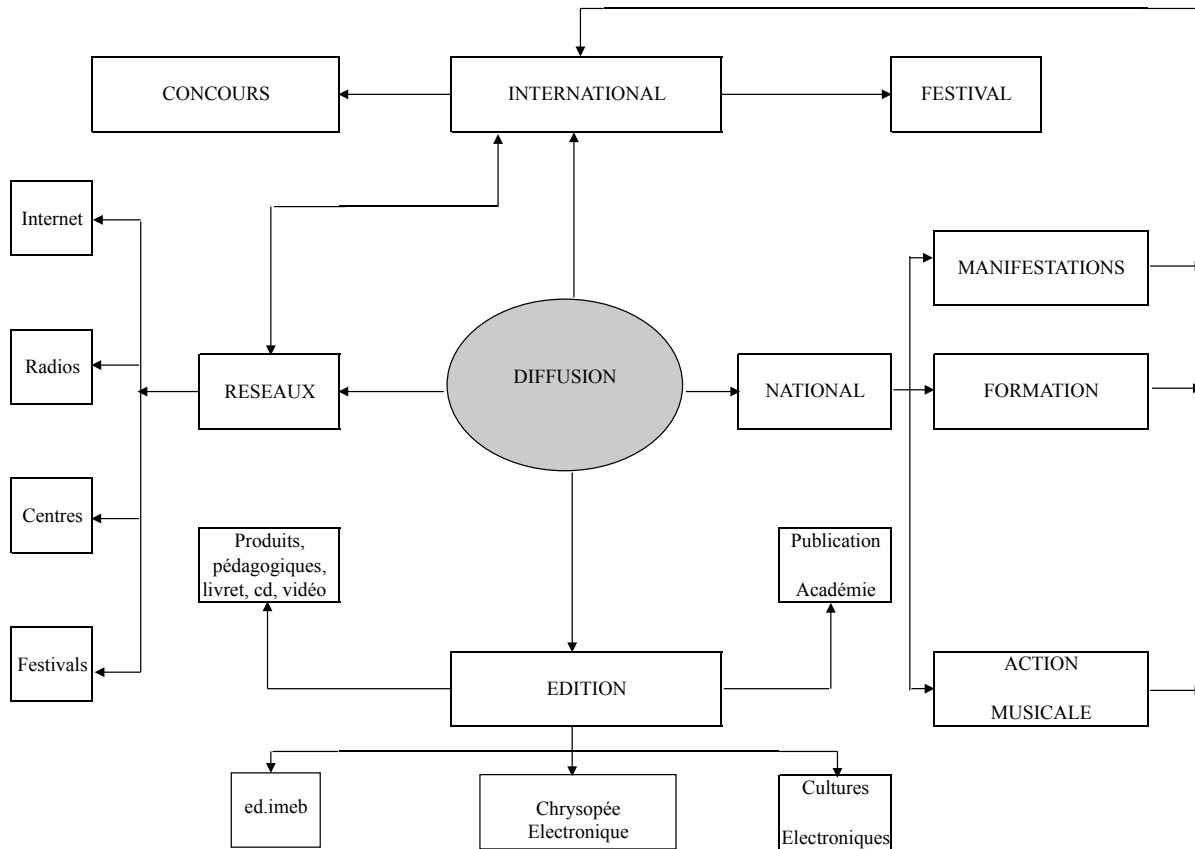 CONCOURS
INTERNATIONAL
FESTIVAL
Internet
MANIFESTATIONS
Radios
RESEAUX
DIFFUSION
NATIONAL
FORMATION
Centres
Produits,
pédagogiques,
livret, cd, vidéo
Publication
Académie
Festivals
EDITION
ACTION
MUSICALE
ed.imeb
Chrysopée
Electronique
Cultures
Electroniques